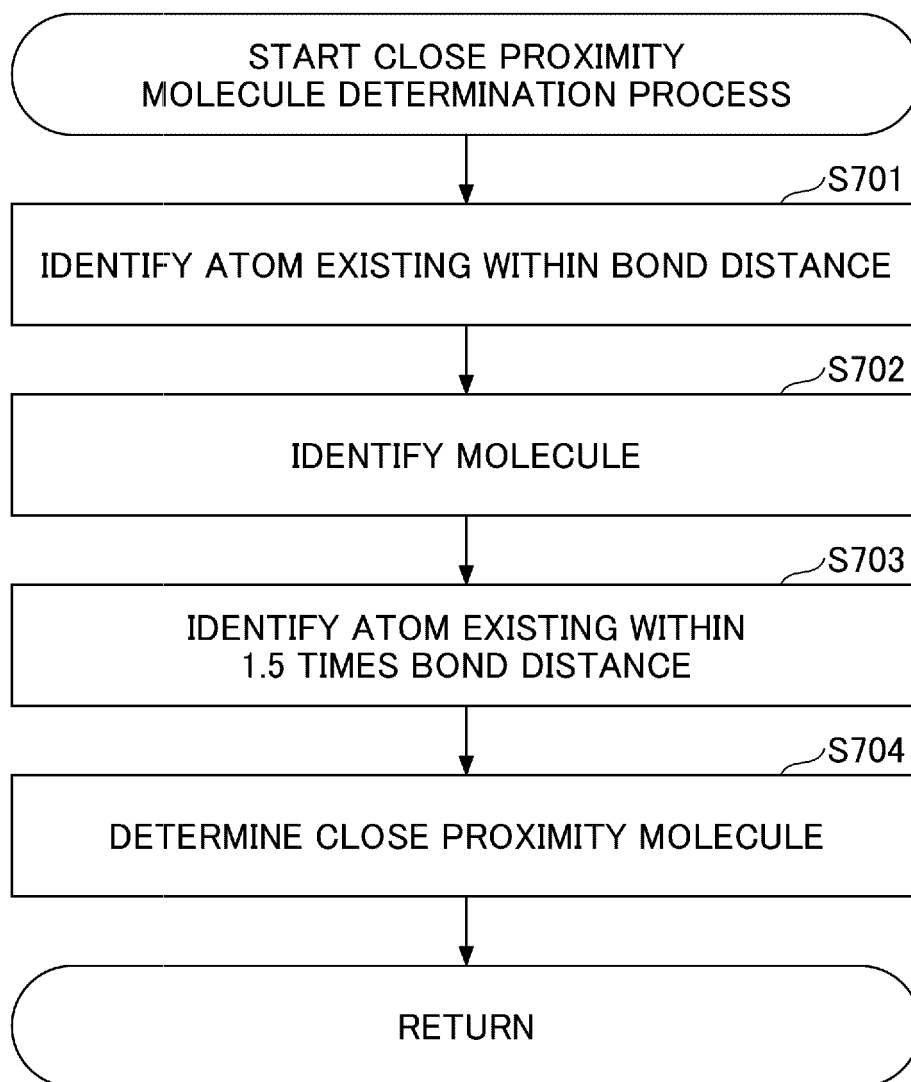 START CLOSE PROXIMITY
MOLECULE DETERMINATION PROCESS
S701
IDENTIFY ATOM EXISTING WITHIN BOND DISTANCE
S702
IDENTIFY MOLECULE
S703
IDENTIFY ATOM EXISTING WITHIN
1.5 TIMES BOND DISTANCE
S704
DETERMINE CLOSE PROXIMITY MOLECULE
RETURN